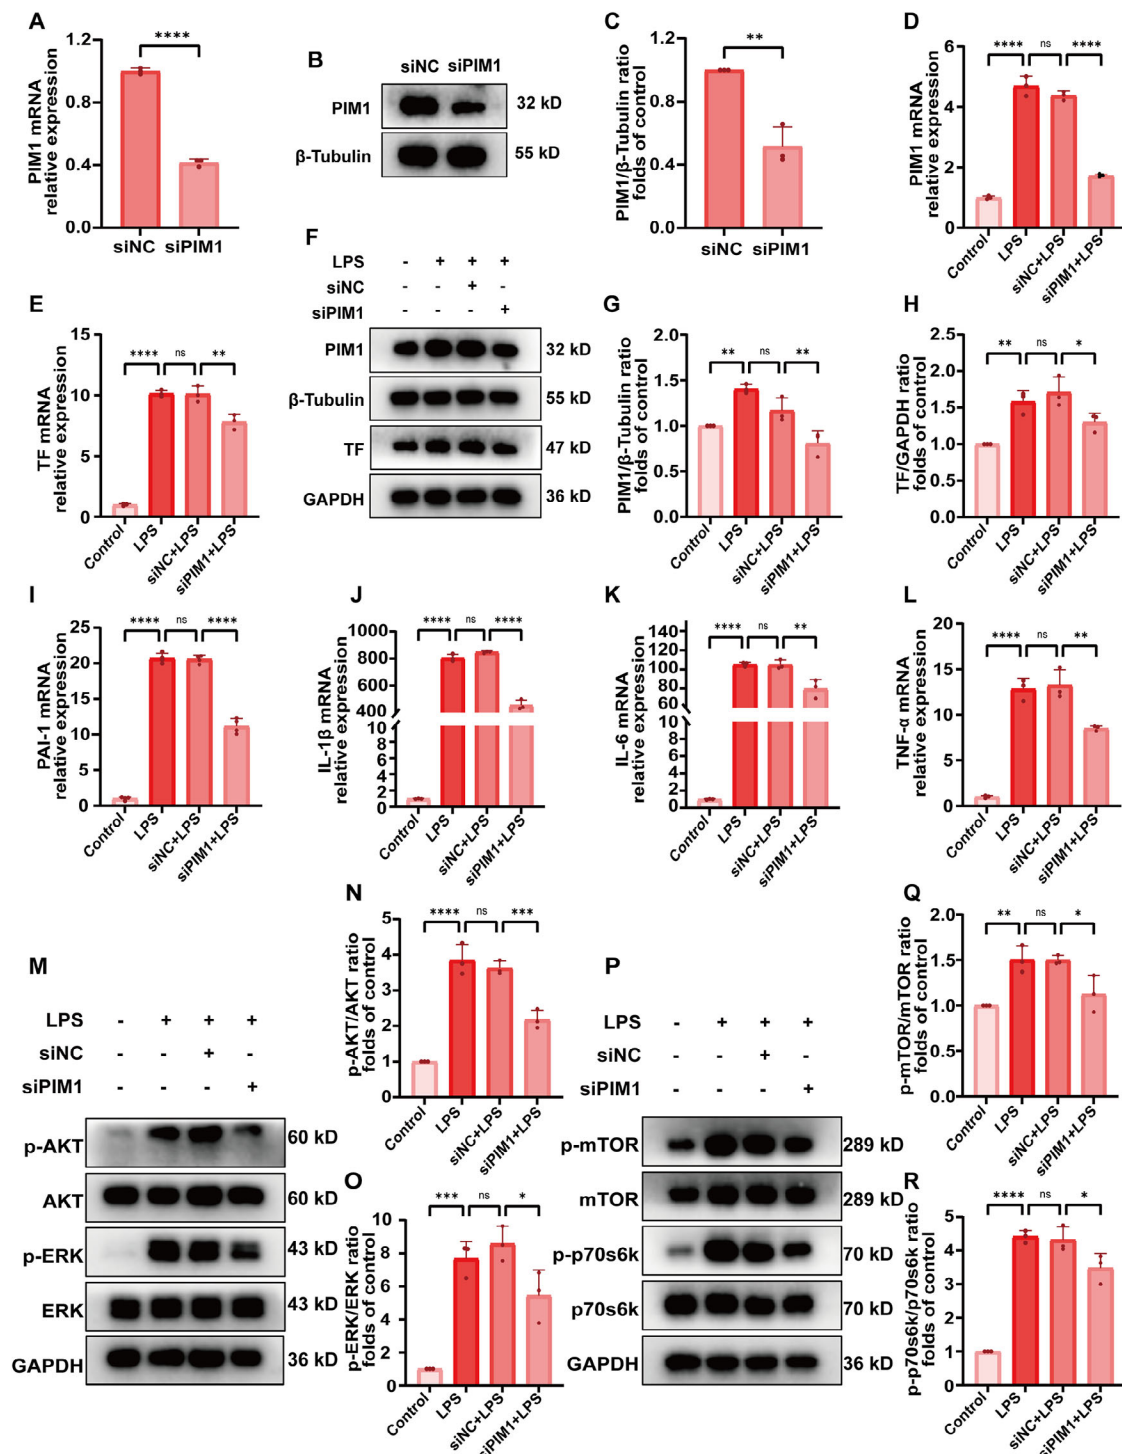 A
PIM1 mRNA
relative expression
1.2
0.8
0.4
0.0
****
siNC
siPIM1
B
siNC siPIM1
PIM1
32 kD
β-Tubulin
55 kD
C
PIM1/β-Tubulin ratio
folds of control
1.2
0.8
0.4
0.0
**
siNC
siPIM1
D
PIM1 mRNA
relative expression
6
4
2
0
****
ns
****
Control
LPS
siNC+LPS
siPIM1+LPS
E
TF mRNA
relative expression
15
10
5
0
****
ns
**
Control
LPS
siNC+LPS
siPIM1+LPS
F
LPS - + + +
siNC - - + -
siPIM1 - - - +
PIM1
32 kD
β-Tubulin
55 kD
TF
47 kD
GAPDH
36 kD
G
PIM1/β-Tubulin ratio
folds of control
2.0
1.5
1.0
0.5
0.0
**
ns
**
Control
LPS
siNC+LPS
siPIM1+LPS
H
TF/GAPDH ratio
folds of control
2.5
2.0
1.5
1.0
0.5
0.0
**
ns
*
Control
LPS
siNC+LPS
siPIM1+LPS
I
PAI-1 mRNA
relative expression
25
20
15
10
5
0
****
ns
****
Control
LPS
siNC+LPS
siPIM1+LPS
J
IL-1β mRNA
relative expression
1000
800
600
400
10
8
6
4
2
0
****
ns
****
Control
LPS
siNC+LPS
siPIM1+LPS
K
IL-6 mRNA
relative expression
140
120
100
80
60
10
8
6
4
2
0
****
ns
**
Control
LPS
siNC+LPS
siPIM1+LPS
L
TNF-α mRNA
relative expression
20
15
10
5
0
****
ns
**
Control
LPS
siNC+LPS
siPIM1+LPS
M
LPS - + + +
siNC - - + -
siPIM1 - - - +
p-AKT
60 kD
AKT
60 kD
p-ERK
43 kD
ERK
43 kD
GAPDH
36 kD
N
p-AKT/AKT ratio
folds of control
5
4
3
2
1
0
****
ns
***
Control
LPS
siNC+LPS
siPIM1+LPS
O
p-ERK/ERK ratio
folds of control
10
8
6
4
2
0
***
ns
*
Control
LPS
siNC+LPS
siPIM1+LPS
P
LPS - + + +
siNC - - + -
siPIM1 - - - +
p-mTOR
289 kD
mTOR
289 kD
p-p70s6k
70 kD
p70s6k
70 kD
GAPDH
36 kD
Q
p-mTOR/mTOR ratio
folds of control
2.0
1.5
1.0
0.5
0.0
**
ns
*
Control
LPS
siNC+LPS
siPIM1+LPS
R
p-p70s6k/p70s6k ratio
folds of control
5
4
3
2
1
0
****
ns
*
Control
LPS
siNC+LPS
siPIM1+LPS